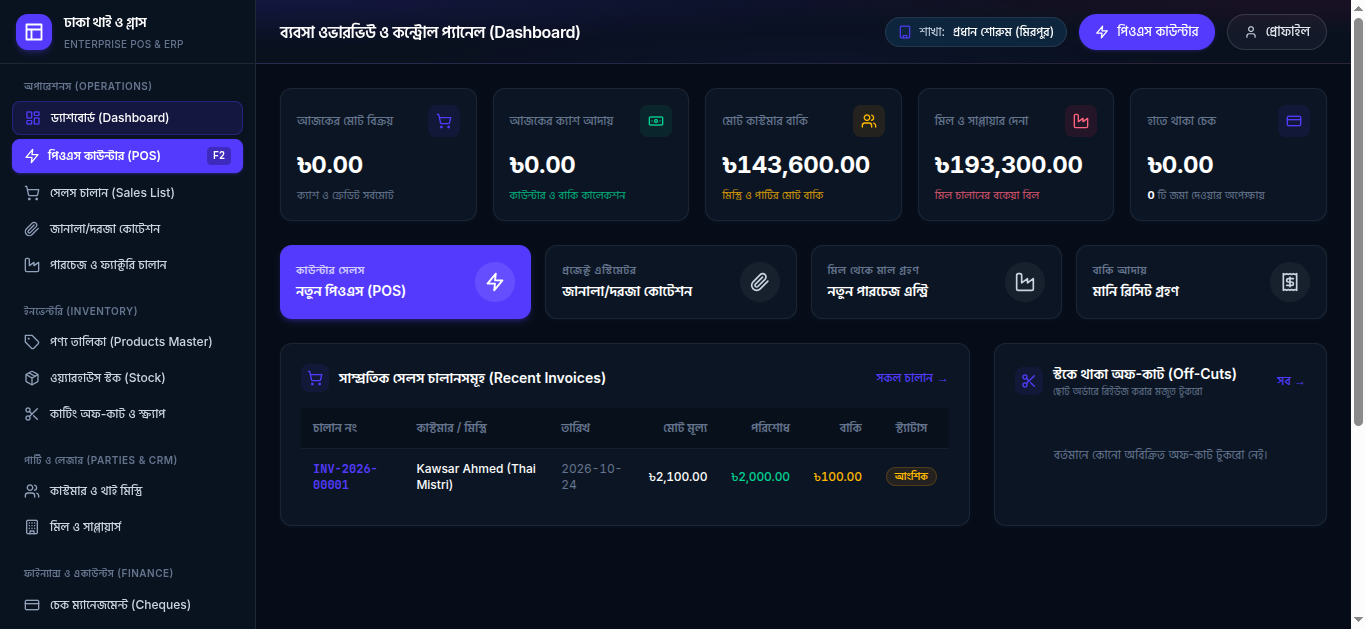 ঢাকা থাই ও গ্লাস
ENTERPRISE POS & ERP
অপারেশনস (OPERATIONS)
ড্যাশবোর্ড (Dashboard)
পিওএস কাউন্টার (POS) F2
সেলস চালান (Sales List)
জানালা/দরজা কোটেশন
পারচেজ ও ফ্যাক্টরি চালান
ইনভেন্টরি (INVENTORY)
পণ্য তালিকা (Products Master)
ওয়্যারহাউস স্টক (Stock)
কাটিং অফ-কাট ও স্ক্র্যাপ
পার্টি ও লেজার (PARTIES & CRM)
কাস্টমার ও থাই মিস্ত্রি
মিল ও সাপ্লায়ার্স
ফাইন্যান্স ও একাউন্টস (FINANCE)
চেক ম্যানেজমেন্ট (Cheques)
ব্যবসা ওভারভিউ ও কন্ট্রোল প্যানেল (Dashboard)
শাখা: প্রধান শোরুম (মিরপুর)
পিওএস কাউন্টার
প্রোফাইল
আজকের মোট বিক্রয়
৳0.00
ক্যাশ ও ক্রেডিট সর্বমোট
আজকের ক্যাশ আদায়
৳0.00
কাউন্টার ও বাকি কালেকশন
মোট কাস্টমার বাকি
৳143,600.00
মিস্ত্রি ও পার্টির মোট বাকি
মিল ও সাপ্লায়ার দেনা
৳193,300.00
মিল চালানের বকেয়া বিল
হাতে থাকা চেক
৳0.00
0 টি জমা দেওয়ার অপেক্ষায়
কাউন্টার সেলস
নতুন পিওএস (POS)
প্রজেক্ট এস্টিমেটর
জানালা/দরজা কোটেশন
মিল থেকে মাল গ্রহণ
নতুন পারচেজ এন্ট্রি
বাকি আদায়
মানি রিসিট গ্রহণ
সাম্প্রতিক সেলস চালানসমূহ (Recent Invoices)
সকল চালান →
চালান নং কাস্টমার / মিস্ত্রি তারিখ মোট মূল্য পরিশোধ বাকি স্ট্যাটাস
INV-2026-00001 Kawsar Ahmed (Thai Mistri) 2026-10-24 ৳2,100.00 ৳2,000.00 ৳100.00 আংশিক
স্টকে থাকা অফ-কাট (Off-Cuts)
ছোট অর্ডারে রিইউজ করার মজুত টুকরো
সব →
বর্তমানে কোনো অবিক্রিত অফ-কাট টুকরো নেই।